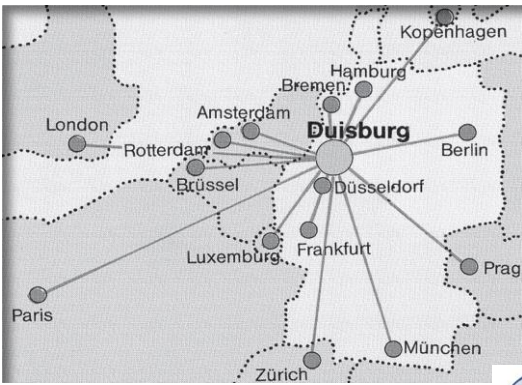 Kopenhagen
Hamburg
Bremen
Amsterdam
London
Duisburg
Rotterdam
Berlin
Brüssel
Düsseldorf
Luxemburg
Frankfurt
Prag
Paris
München
Zürich